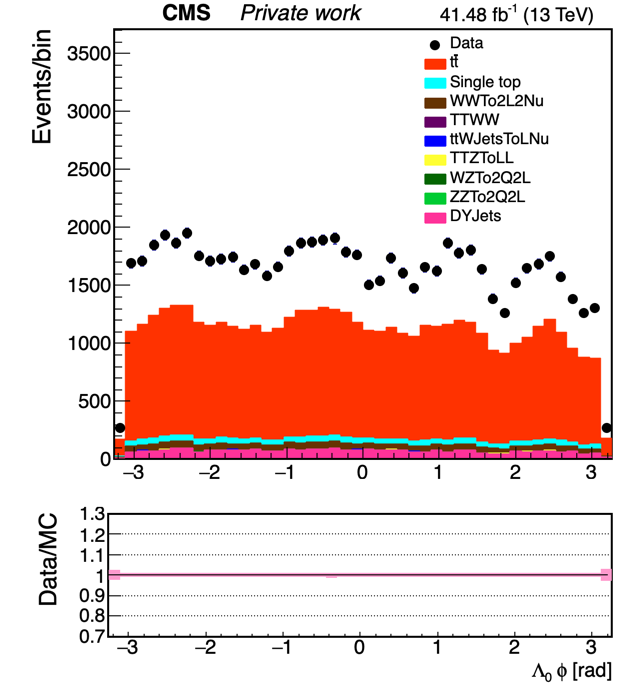 CMS Private work 41.48 fb⁻¹ (13 TeV)
Events/bin
3500
3000
2500
2000
1500
1000
500
0
Data
tt̄
Single top
WWTo2L2Nu
TTWW
ttWJetsToLNu
TTZToLL
WZTo2Q2L
ZZTo2Q2L
DYJets
−3 −2 −1 0 1 2 3
Data/MC
1.3
1.2
1.1
1
0.9
0.8
0.7
−3 −2 −1 0 1 2 3
Λ₀ ϕ [rad]